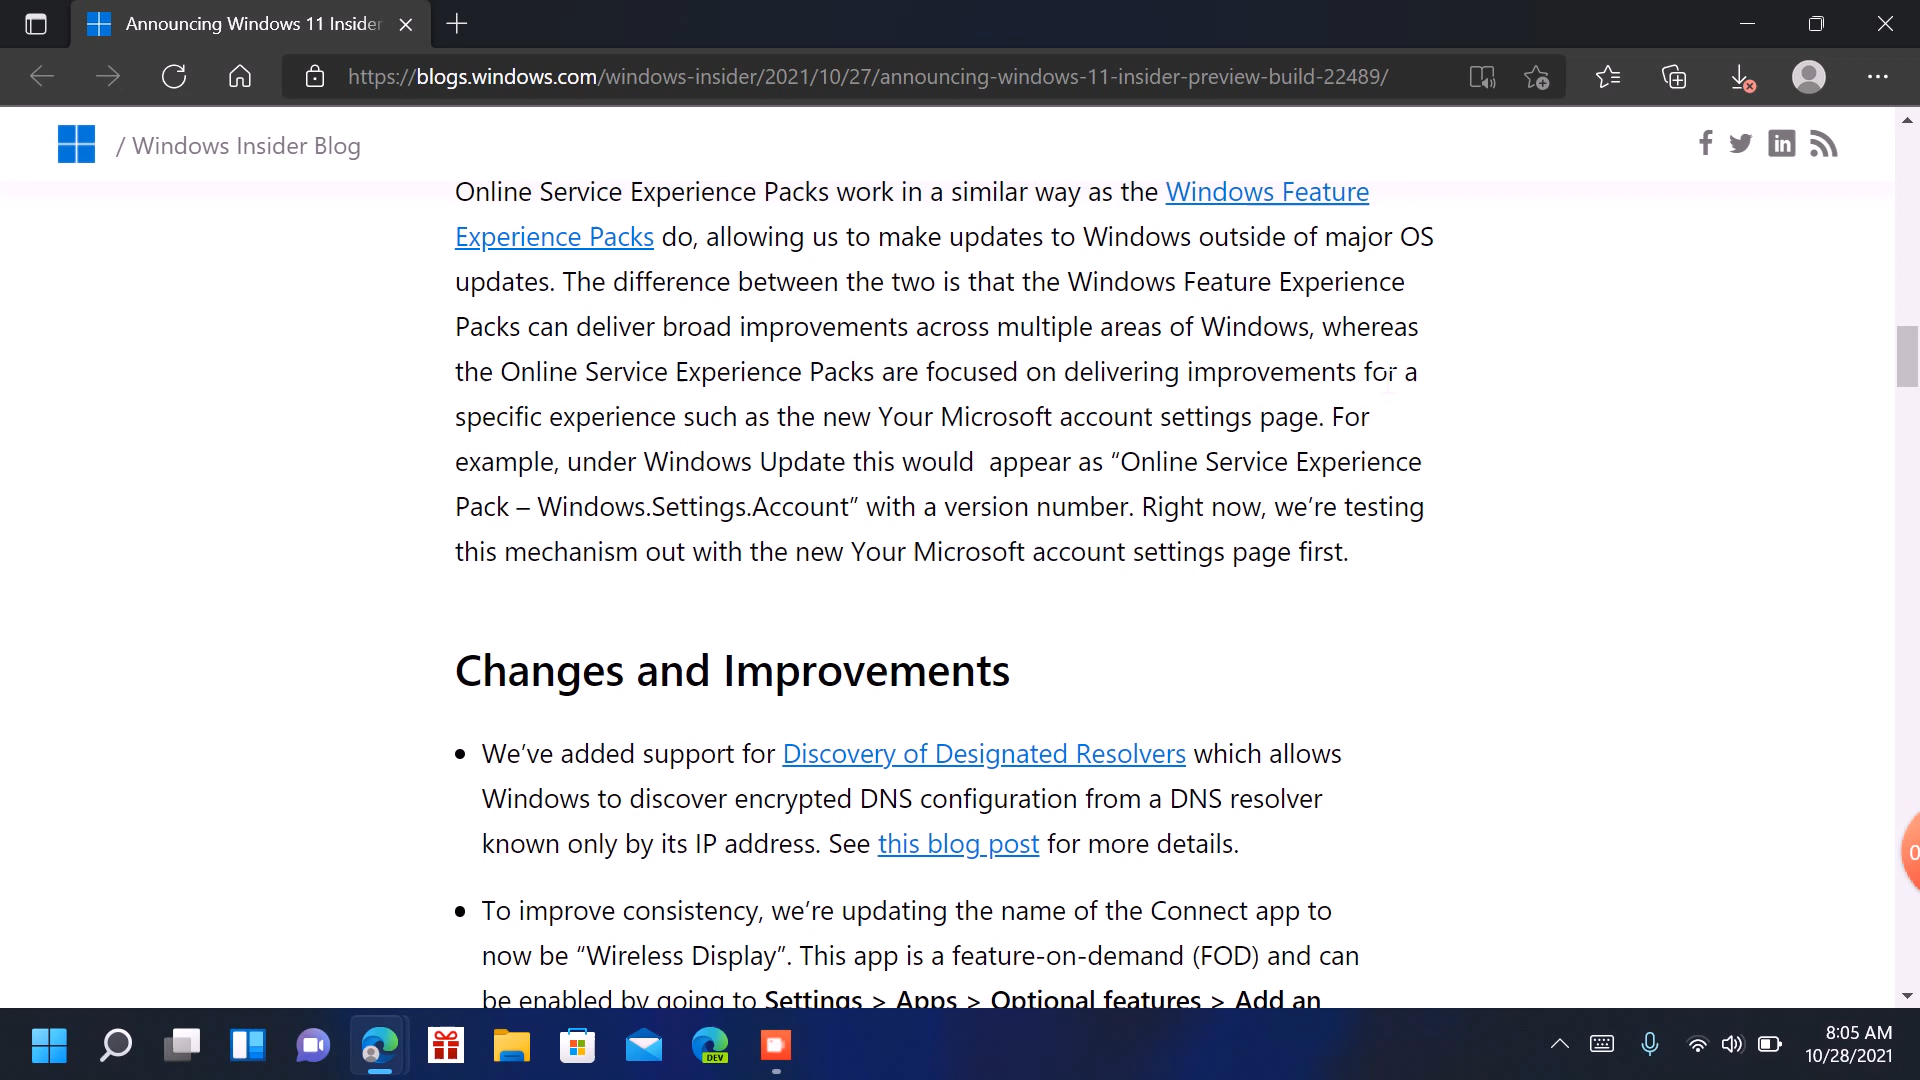 Announcing Windows 11 Insider
https://blogs.windows.com/windows-insider/2021/10/27/announcing-windows-11-insider-preview-build-22489/
/ Windows Insider Blog
Online Service Experience Packs work in a similar way as the Windows Feature
Experience Packs do, allowing us to make updates to Windows outside of major OS
updates. The difference between the two is that the Windows Feature Experience
Packs can deliver broad improvements across multiple areas of Windows, whereas
the Online Service Experience Packs are focused on delivering improvements for a
specific experience such as the new Your Microsoft account settings page. For
example, under Windows Update this would  appear as “Online Service Experience
Pack – Windows.Settings.Account” with a version number. Right now, we’re testing
this mechanism out with the new Your Microsoft account settings page first.
Changes and Improvements
• We’ve added support for Discovery of Designated Resolvers which allows
Windows to discover encrypted DNS configuration from a DNS resolver
known only by its IP address. See this blog post for more details.
• To improve consistency, we’re updating the name of the Connect app to
now be “Wireless Display”. This app is a feature-on-demand (FOD) and can
be enabled by going to Settings > Apps > Optional features > Add an
0
DEV
8:05 AM
10/28/2021